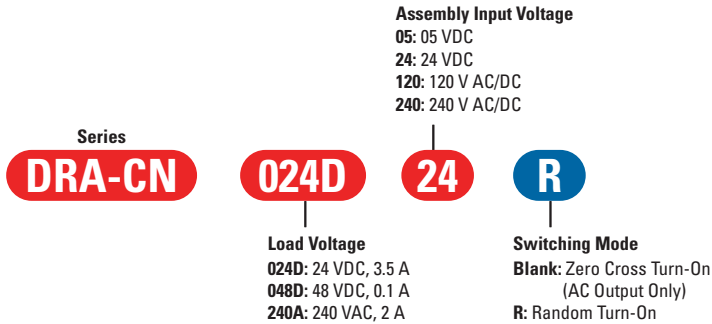 Assembly Input Voltage
05: 05 VDC
24: 24 VDC
120: 120 V AC/DC
240: 240 V AC/DC
Series
DRA-CN 024D 24 R
Load Voltage
024D: 24 VDC, 3.5 A
048D: 48 VDC, 0.1 A
240A: 240 VAC, 2 A
Switching Mode
Blank: Zero Cross Turn-On
(AC Output Only)
R: Random Turn-On